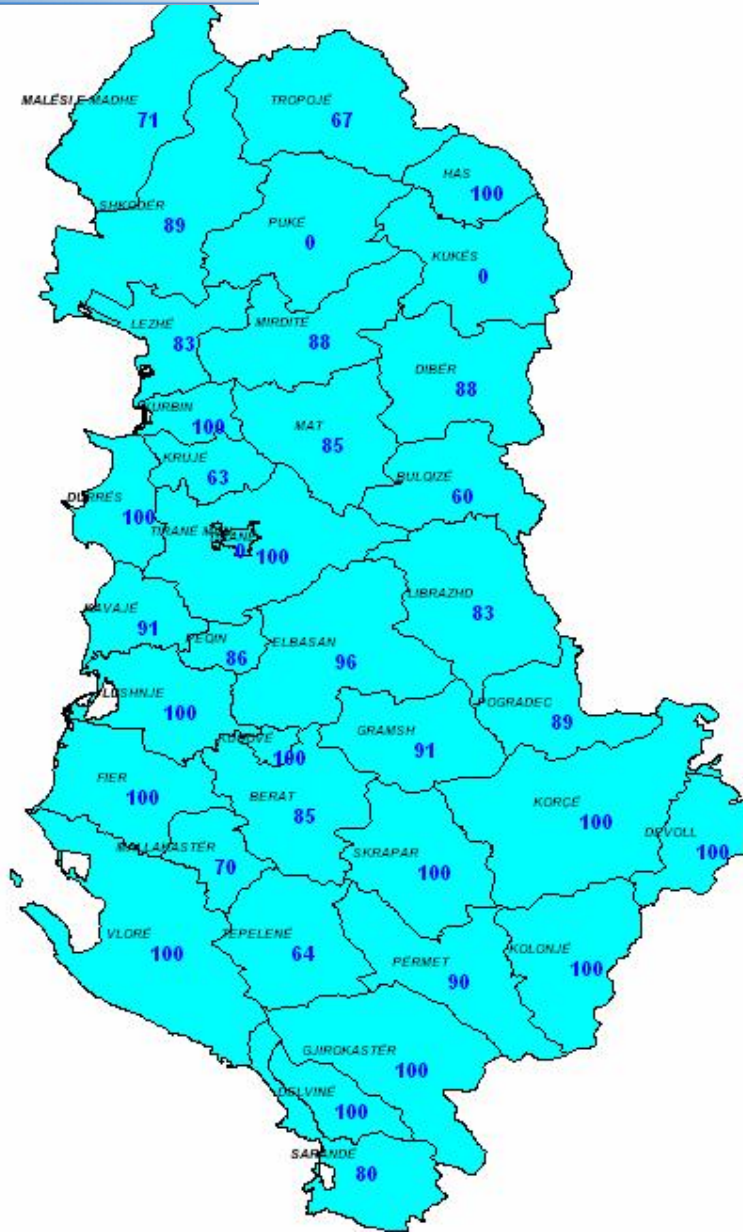 MALËSI E MADHE
71
TROPOJË
67
HAS
100
SHKODËR
89
PUKË
0
KUKËS
0
LEZHË
83
MIRDITË
88
DIBËR
88
KURBIN
100
MAT
85
KRUJË
63
BULQIZË
60
DURRËS
100
0
100
LIBRAZHD
83
KAVAJË
91
PEQIN
86
ELBASAN
96
LUSHNJE
100
POGRADEC
89
KUÇOVË
100
GRAMSH
91
FIER
100
BERAT
85
KORÇË
100
DEVOLL
100
MALLAKASTËR
70
SKRAPAR
100
VLORË
100
TEPELENË
64
PËRMET
90
KOLONJË
100
GJIROKASTËR
100
DELVINË
100
SARANDË
80